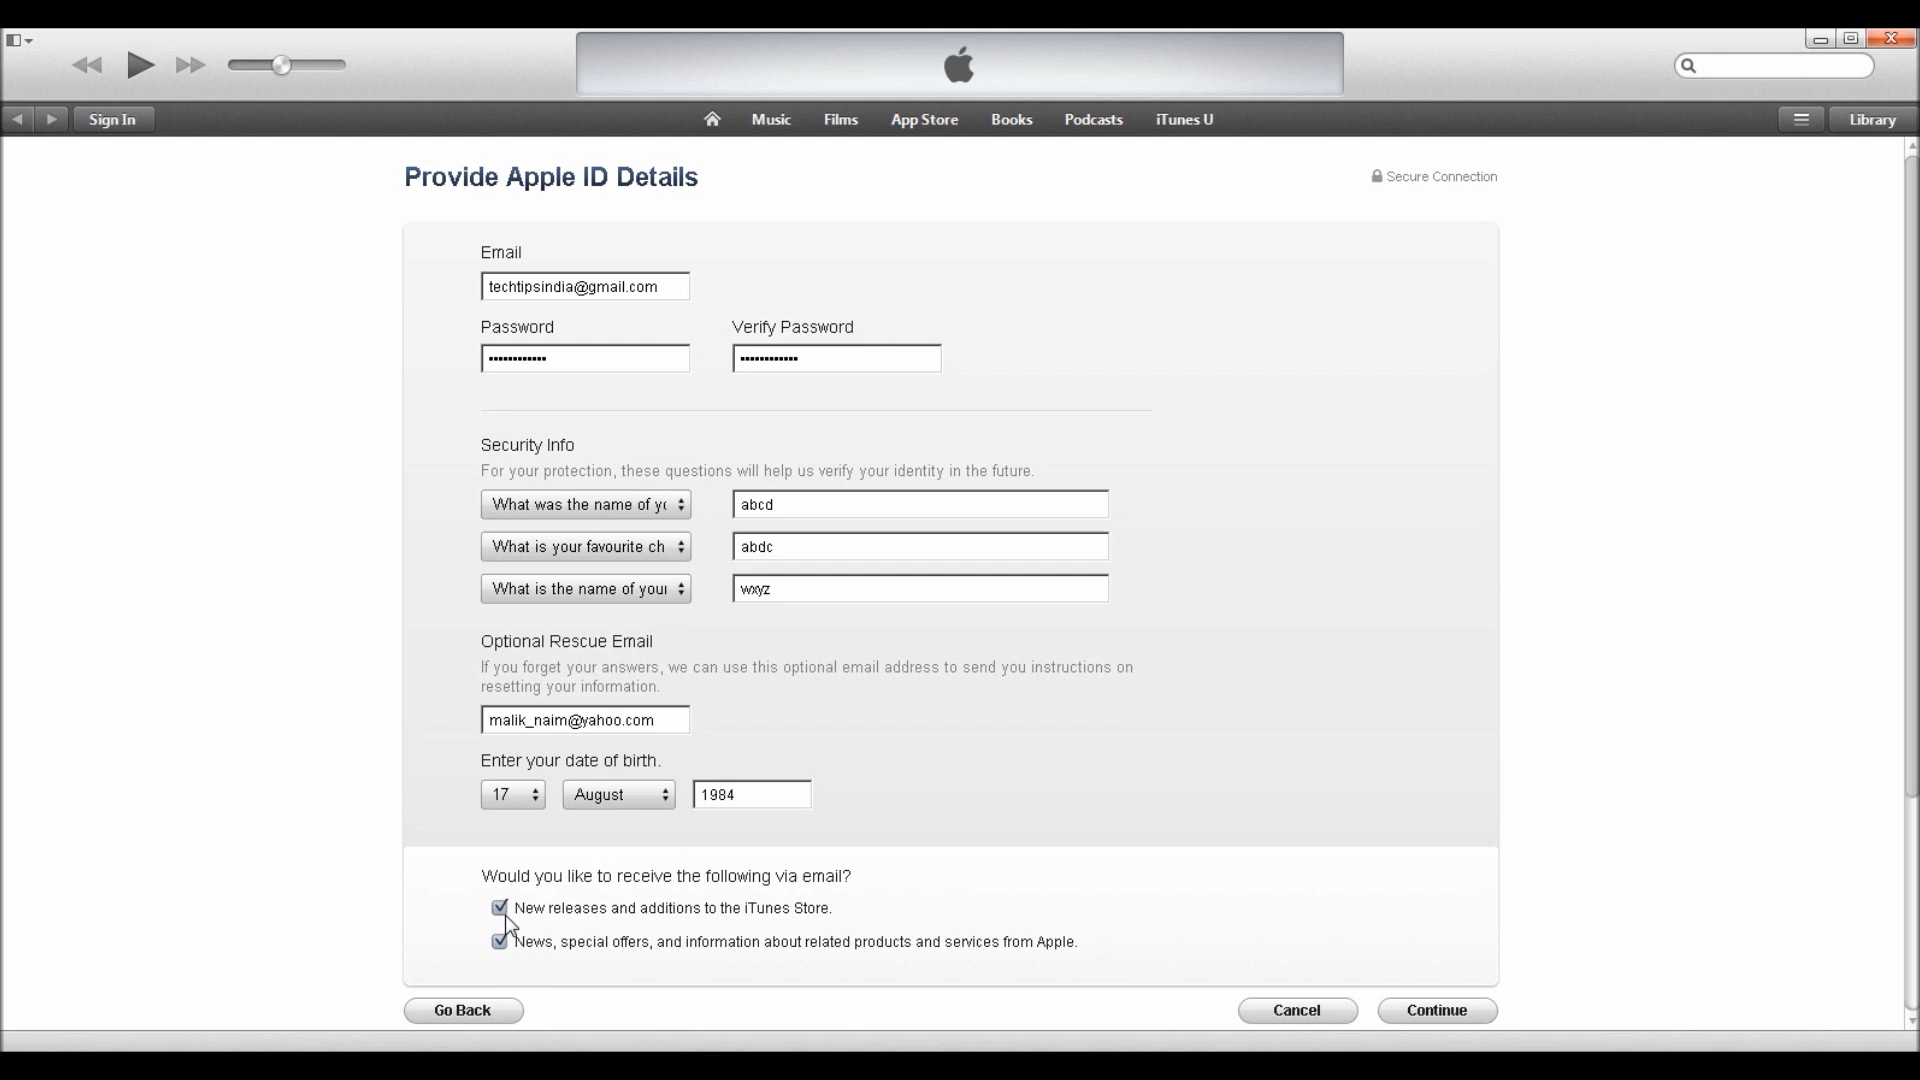 Sign In
Music
Films
App Store
Books
Podcasts
iTunes U
Library
Provide Apple ID Details
Secure Connection
Email
techtipsindia@gmail.com
Password
Verify Password
••••••••••••
••••••••••••
Security Info
For your protection, these questions will help us verify your identity in the future.
What was the name of yo
abcd
What is your favourite ch
abdc
What is the name of your
wxyz
Optional Rescue Email
If you forget your answers, we can use this optional email address to send you instructions on
resetting your information.
malik_naim@yahoo.com
Enter your date of birth.
17
August
1984
Would you like to receive the following via email?
New releases and additions to the iTunes Store.
News, special offers, and information about related products and services from Apple.
Go Back
Cancel
Continue